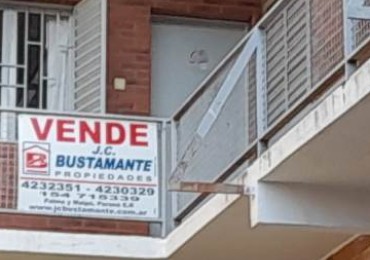 VENDE
J.C.
BUSTAMANTE
PROPIEDADES
4232351 - 4230329
154 715339
www.jcbustamante.com.ar